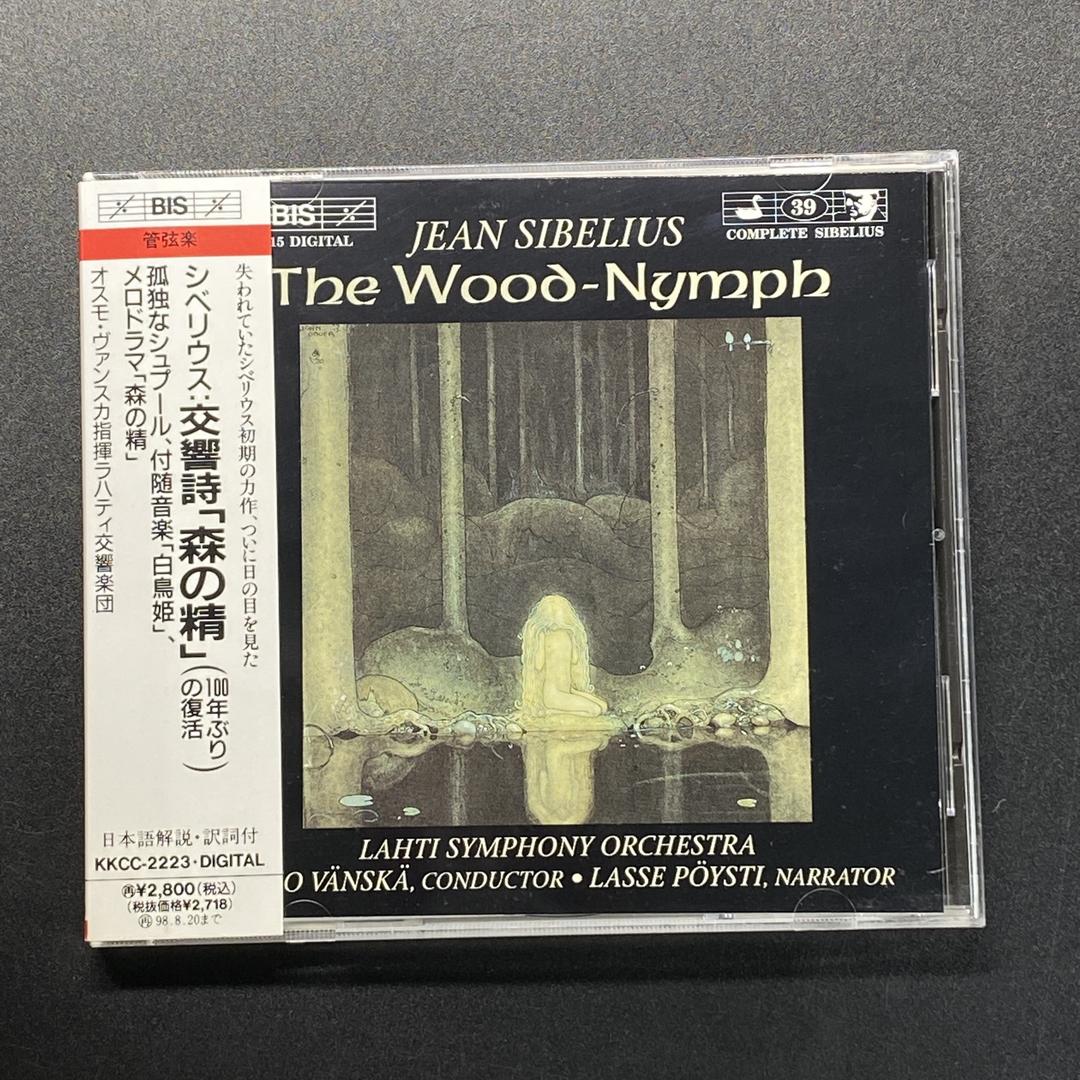 BIS
管弦楽
失われていたシベリウス初期の力作、ついに日の目を見た
シベリウス:交響詩「森の精」(100年ぶりの復活)
孤独なシュプール、付随音楽「白鳥姫」、
メロドラマ「森の精」
オスモ・ヴァンスカ指揮ラハティ交響楽団
日本語解説・訳詞付
KKCC-2223・DIGITAL
再¥2,800(税込)
(税抜価格¥2,718)
再98.8.20まで
BIS
15 DIGITAL
39
COMPLETE SIBELIUS
JEAN SIBELIUS
The Wood-Nymph
LAHTI SYMPHONY ORCHESTRA
O VÄNSKÄ, CONDUCTOR • LASSE PÖYSTI, NARRATOR